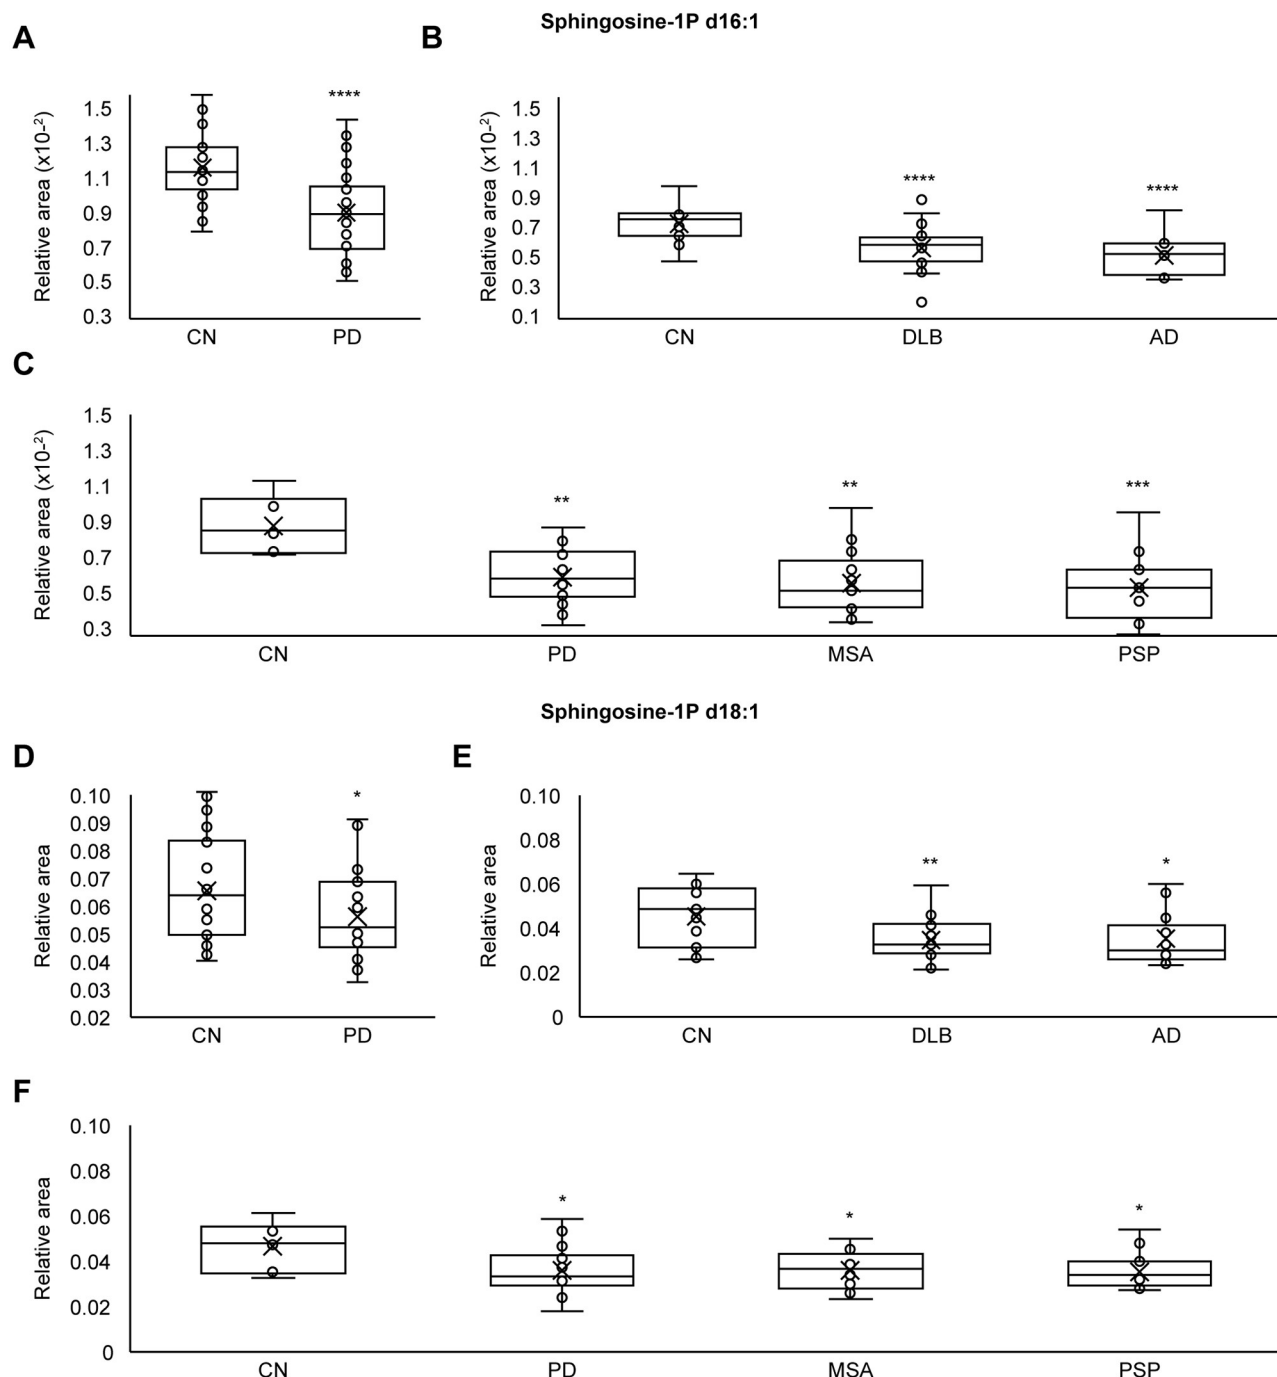 Sphingosine-1P d16:1
A
B
Relative area (x10-²)
1.5
1.3
1.1
0.9
0.7
0.5
0.3
****
CN
PD
Relative area (x10-²)
1.5
1.3
1.1
0.9
0.7
0.5
0.3
0.1
****
****
CN
DLB
AD
C
Relative area (x10-²)
1.5
1.3
1.1
0.9
0.7
0.5
0.3
**
**
***
CN
PD
MSA
PSP
Sphingosine-1P d18:1
D
E
Relative area
0.10
0.09
0.08
0.07
0.06
0.05
0.04
0.03
0.02
*
CN
PD
Relative area
0.10
0.08
0.06
0.04
0.02
0
**
*
CN
DLB
AD
F
Relative area
0.10
0.08
0.06
0.04
0.02
0
*
*
*
CN
PD
MSA
PSP